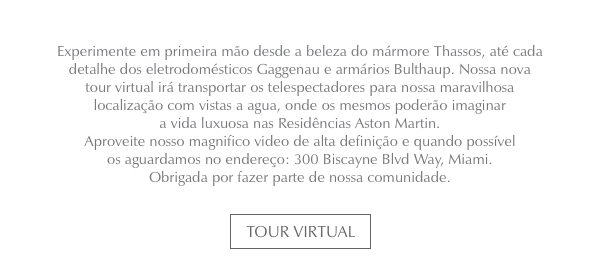 Experimente em primeira mão desde a beleza do mármore Thassos, até cada
detalhe dos eletrodomésticos Gaggenau e armários Bulthaup. Nossa nova
tour virtual irá transportar os telespectadores para nossa maravilhosa
localização com vistas a agua, onde os mesmos poderão imaginar
a vida luxuosa nas Residências Aston Martin.
Aproveite nosso magnifico video de alta definição e quando possível
os aguardamos no endereço: 300 Biscayne Blvd Way, Miami.
Obrigada por fazer parte de nossa comunidade.
TOUR VIRTUAL